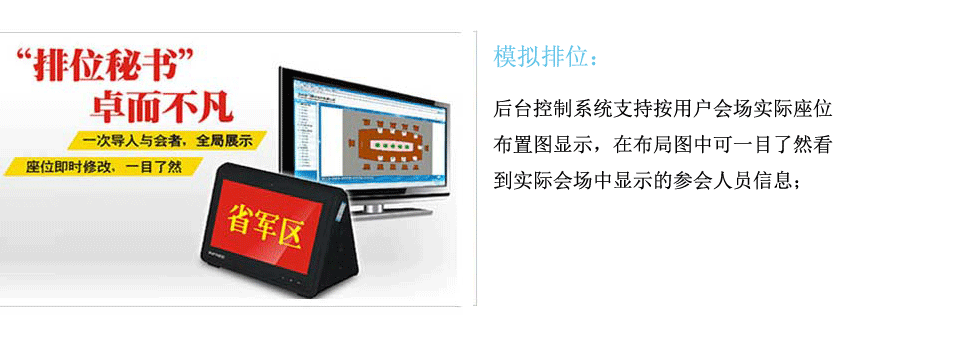 “排位秘书”
卓而不凡
一次导入与会者，全局展示
座位即时修改，一目了然
省军区
模拟排位：
后台控制系统支持按用户会场实际座位
布置图显示，在布局图中可一目了然看
到实际会场中显示的参会人员信息；